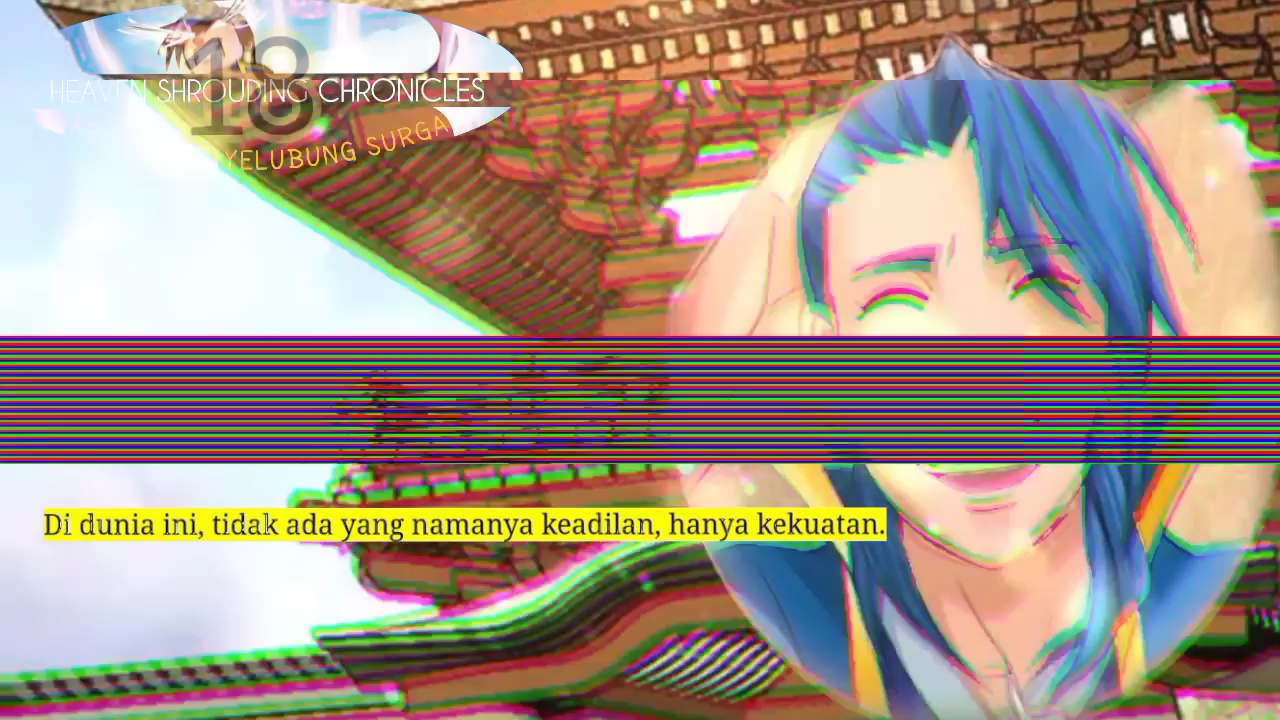 18
HEAVEN SHROUDING CHRONICLES
YELUBUNG SURGA
Di dunia ini, tidak ada yang namanya keadilan, hanya kekuatan.